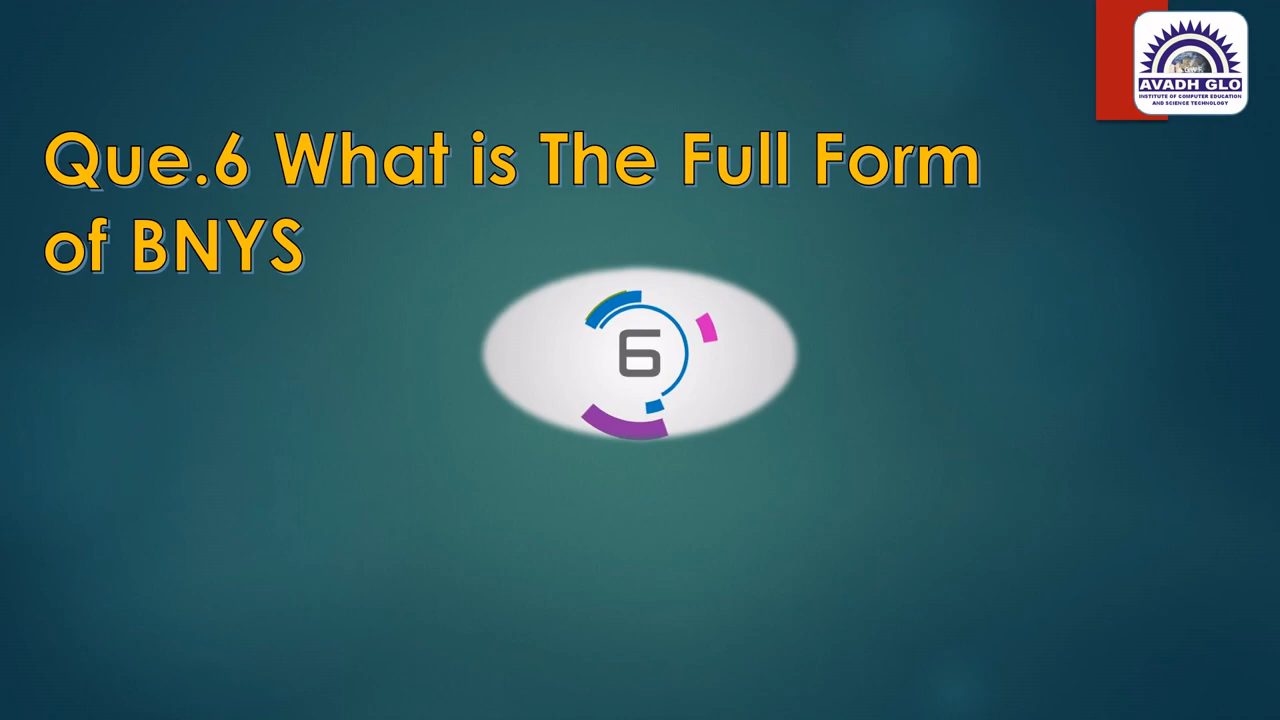 AVADH GLO
INSTITUTE OF COMPUTER EDUCATION
AND SCIENCE TECHNOLOGY
Que.6 What is The Full Form
of BNYS
6